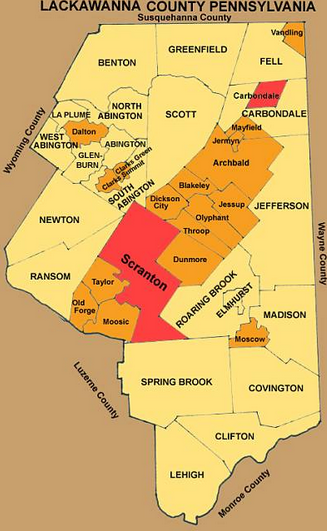 LACKAWANNA COUNTY PENNSYLVANIA
Susquehanna County
Vandling
GREENFIELD
BENTON
FELL
Carbondale
NORTH
ABINGTON
SCOTT
LA PLUME
CARBONDALE
Wyoming County
Mayfield
Dalton
WEST
ABINGTON
Jermyn
ABINGTON
GLEN-
BURN
Archbald
Clarks Green
Clarks Summit
Blakeley
SOUTH
ABINGTON
Dickson
City
Jessup
JEFFERSON
NEWTON
Olyphant
Throop
Wayne County
Scranton
Dunmore
RANSOM
Taylor
ROARING BROOK
ELMHURST
Old
Forge
MADISON
Moosic
Moscow
Luzerne County
SPRING BROOK
COVINGTON
CLIFTON
LEHIGH
Monroe County